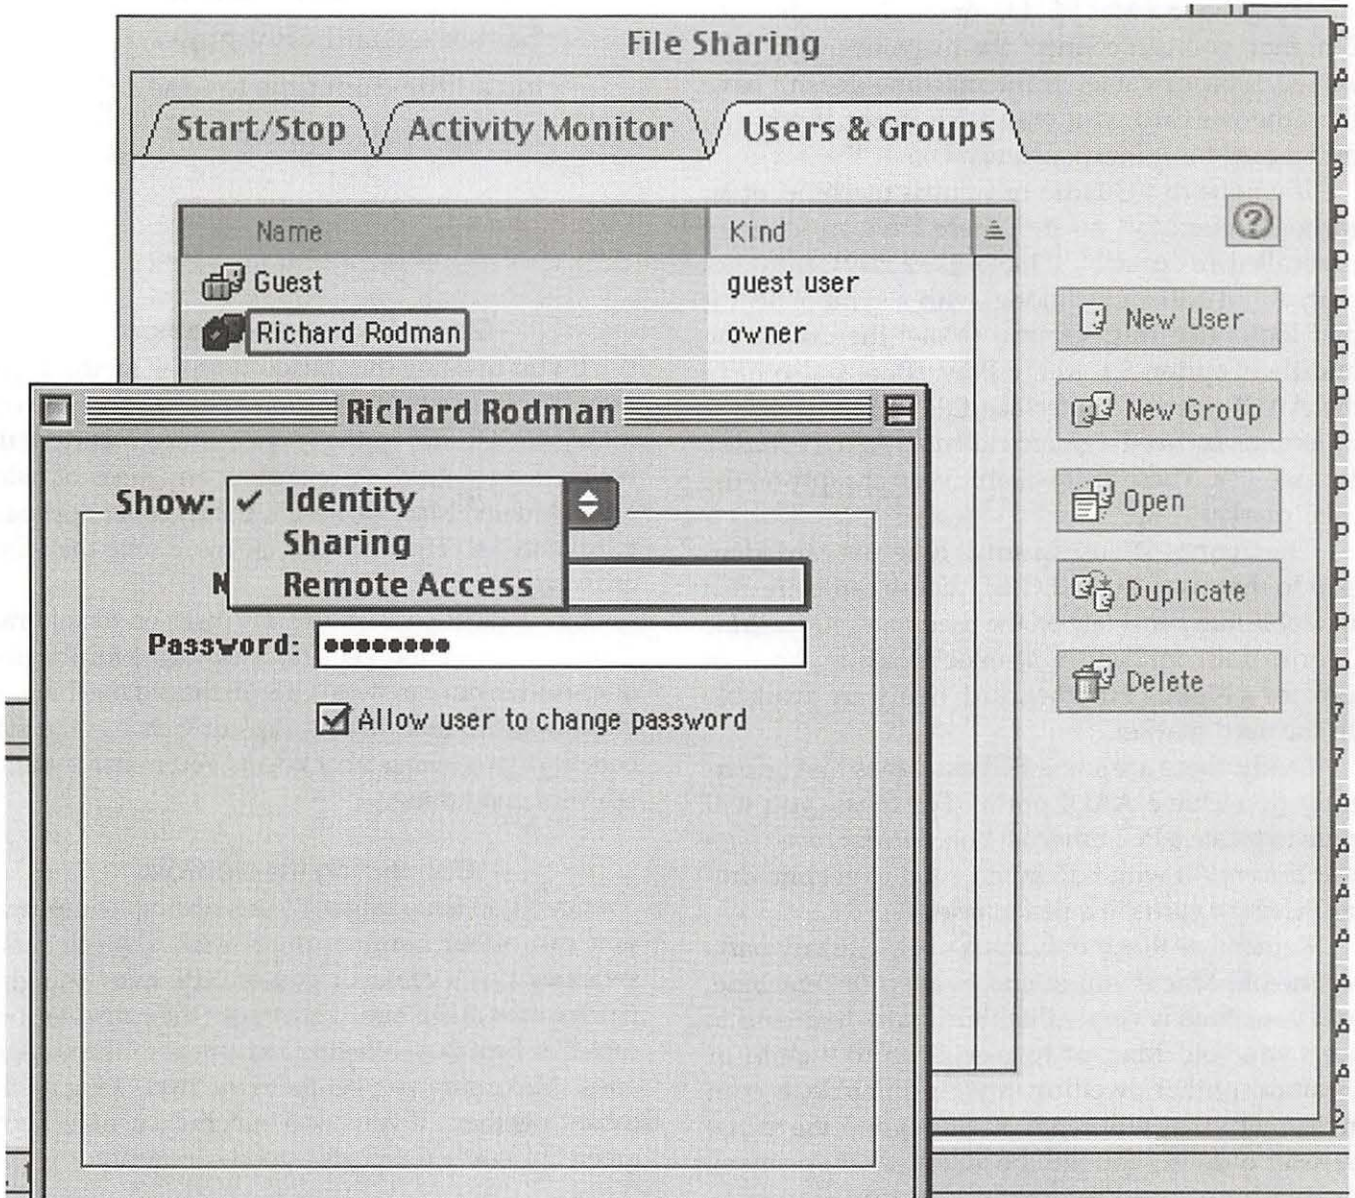 File Sharing
Start/Stop
Activity Monitor
Users & Groups
Name
Kind
Guest
guest user
Richard Rodman
owner
New User
New Group
Open
Duplicate
Delete
Richard Rodman
Show: ✓ Identity
Sharing
Remote Access
N
Password: ••••••••
Allow user to change password